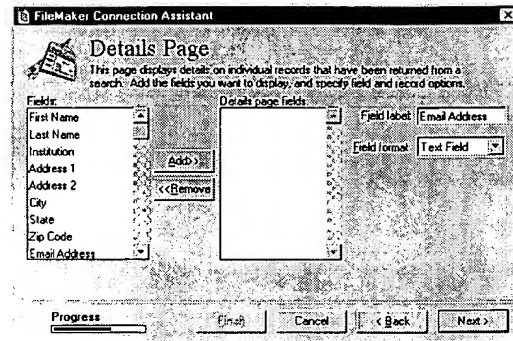 FileMaker Connection Assistant
Details Page
This page displays details on individual records that have been returned from a
search. Add the fields you want to display, and specify field and record options.
Fields:
First Name
Last Name
Institution
Address 1
Address 2
City
State
Zip Code
Email Address
Add>>
<<Remove
Details page fields:
Field label: Email Address
Field format: Text Field
Progress
Finish
Cancel
< Back
Next >